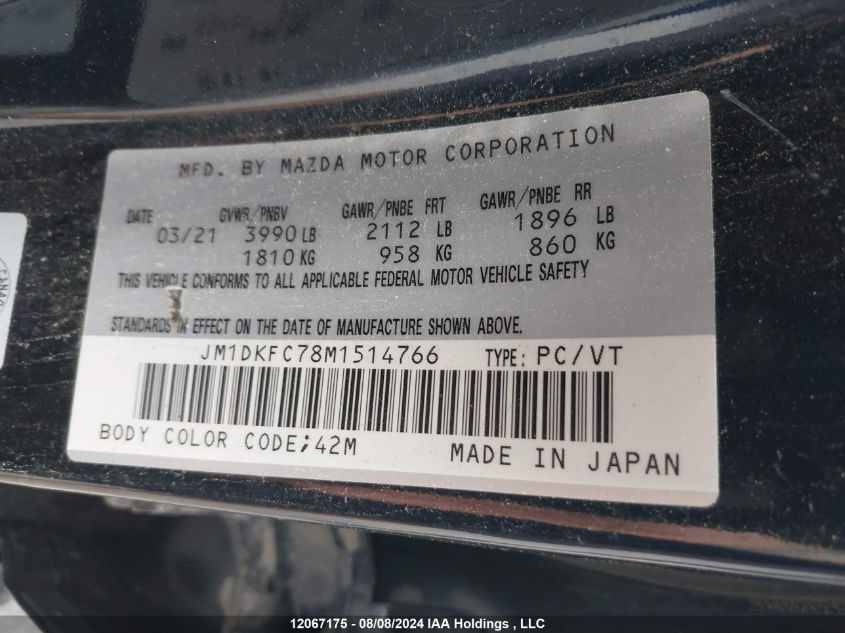 MFD. BY MAZDA MOTOR CORPORATION
DATE GVWR/PNBV GAWR/PNBE FRT GAWR/PNBE RR
03/21 3990 LB 2112 LB 1896 LB
1810 KG 958 KG 860 KG
THIS VEHICLE CONFORMS TO ALL APPLICABLE FEDERAL MOTOR VEHICLE SAFETY
STANDARDS IN EFFECT ON THE DATE OF MANUFACTURE SHOWN ABOVE.
JM1DKFC78M1514766 TYPE: PC/VT
BODY COLOR CODE;42M MADE IN JAPAN
12067175 - 08/08/2024 IAA Holdings , LLC